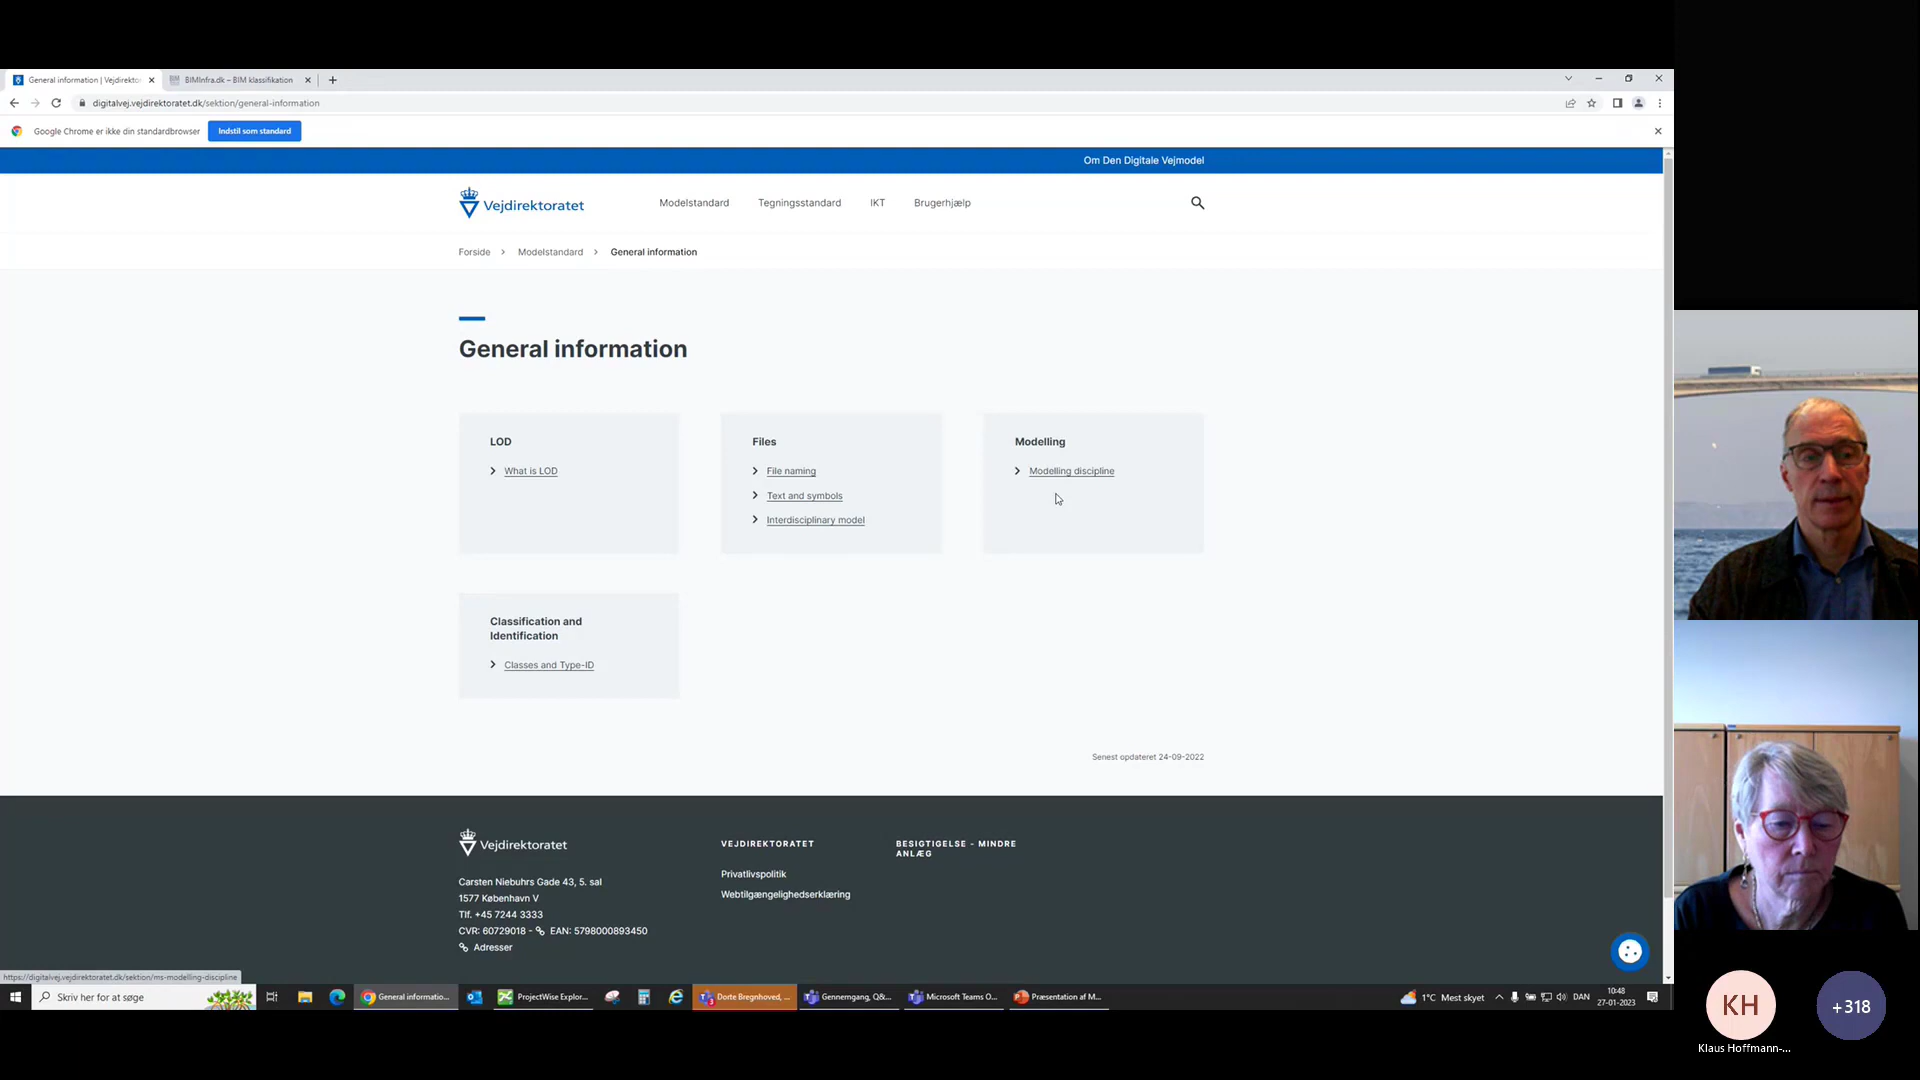 General information | Vejdirekto
BIMInfra.dk – BIM klassifikation
digitalvej.vejdirektoratet.dk/sektion/general-information
Google Chrome er ikke din standardbrowser
Indstil som standard
Om Den Digitale Vejmodel
Vejdirektoratet
Modelstandard
Tegningsstandard
IKT
Brugerhjælp
Forside
Modelstandard
General information
General information
LOD
What is LOD
Files
File naming
Text and symbols
Interdisciplinary model
Modelling
Modelling discipline
Classification and
Identification
Classes and Type-ID
Senest opdateret 24-09-2022
Vejdirektoratet
Carsten Niebuhrs Gade 43, 5. sal
1577 København V
Tlf. +45 7244 3333
CVR: 60729018 - EAN: 5798000893450
Adresser
VEJDIREKTORATET
Privatlivspolitik
Webtilgængelighedserklæring
BESIGTIGELSE - MINDRE
ANLÆG
https://digitalvej.vejdirektoratet.dk/sektion/ms-modelling-discipline
Skriv her for at søge
General informatio...
ProjectWise Explor...
Dorte Bregnhoved, ...
Gennemgang, Q&...
Microsoft Teams O...
Præsentation af M...
1°C Mest skyet
DAN
10:48
27-01-2023
KH
+318
Klaus Hoffmann-...